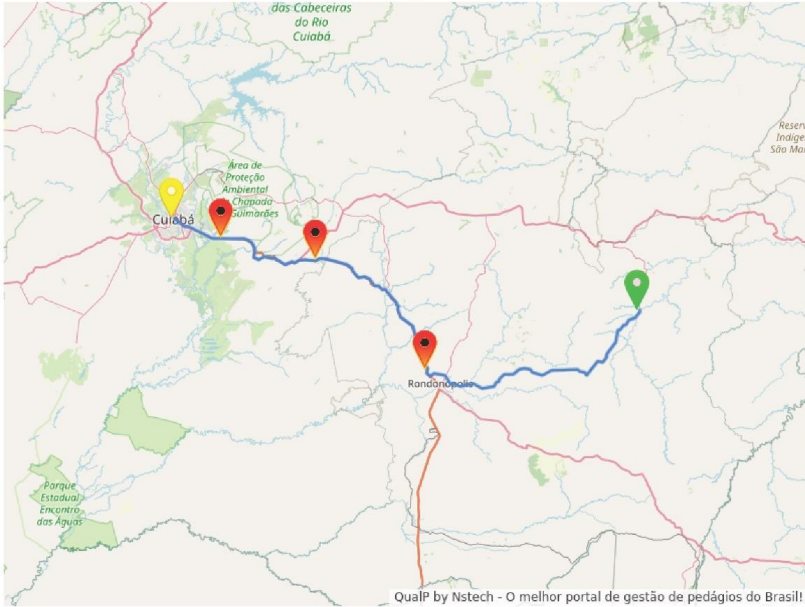 das Cabeceiras
do Rio
Cuiabá
Reserv
Indíge
São Mar
Área de
Proteção
Ambiental
Chapada
Guimarães
Cuiabá
Rondonópolis
Parque
Estadual
Encontro
das Águas
QualP by Nstech - O melhor portal de gestão de pedágios do Brasil!